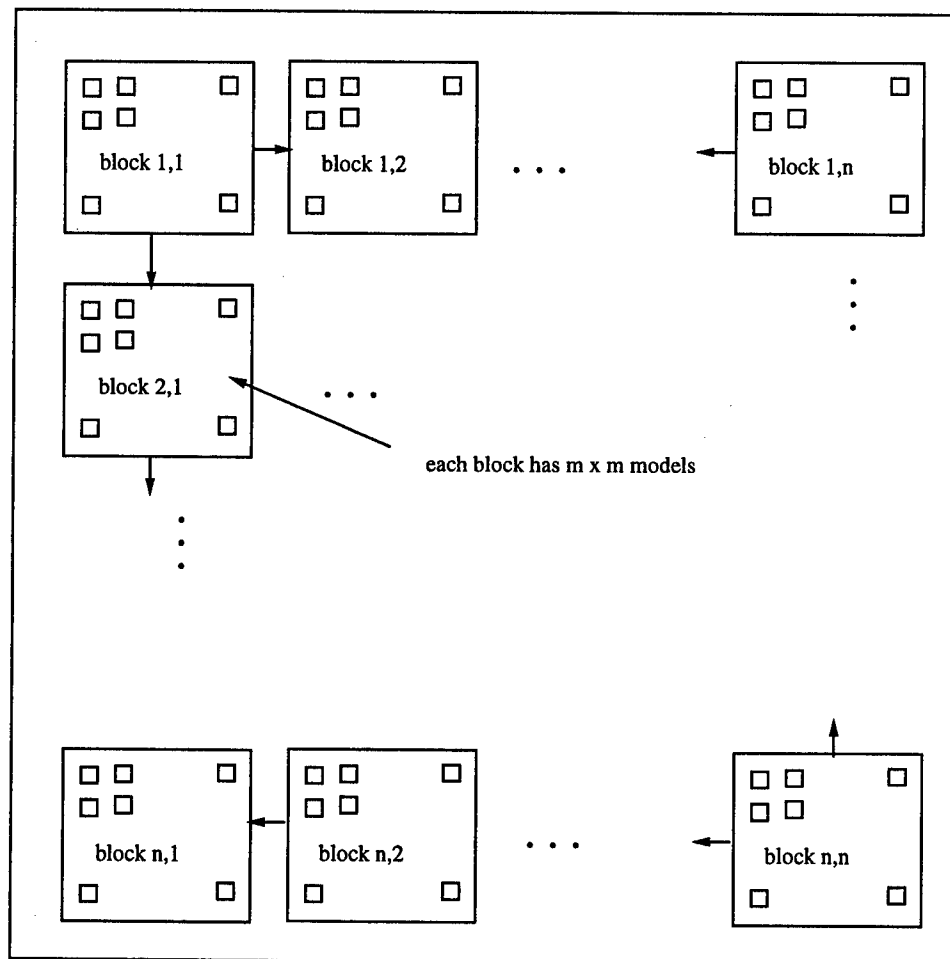 block 1,1
block 1,2
. . .
block 1,n
block 2,1
. . .
each block has m x m models
block n,1
block n,2
. . .
block n,n